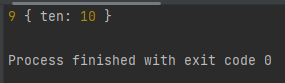 9 { ten: 10 }
Process finished with exit code 0